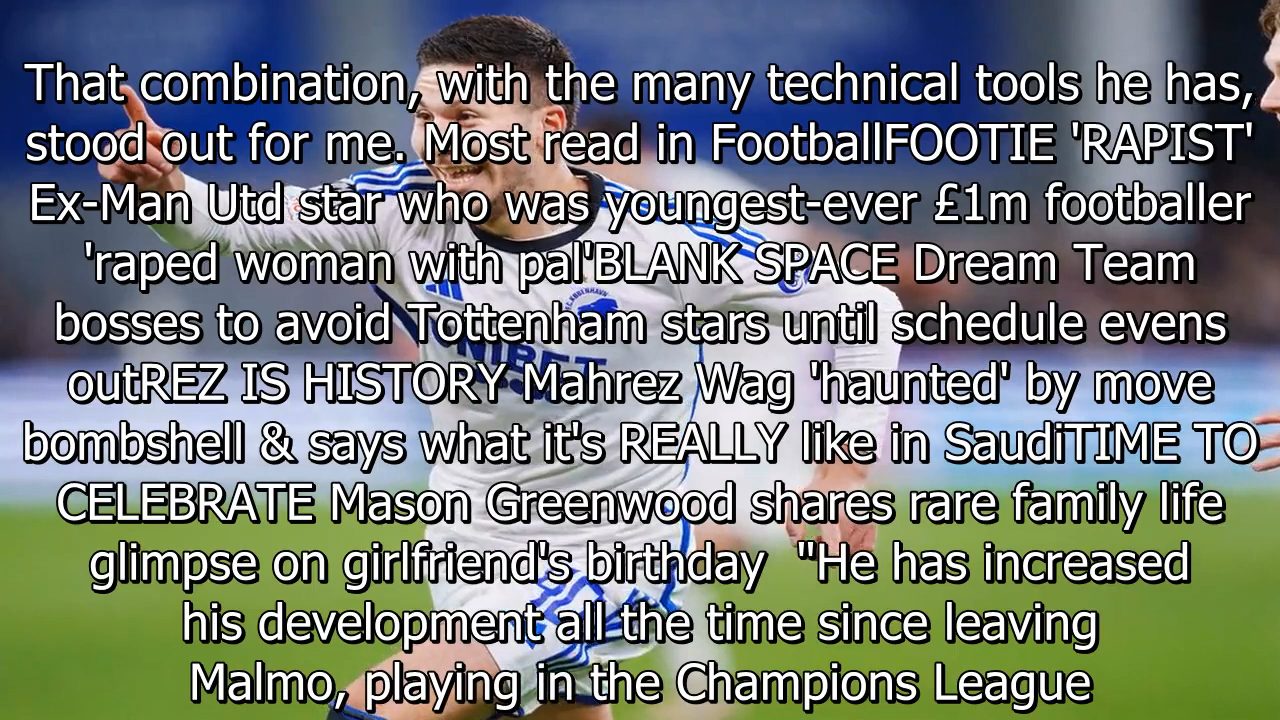 That combination, with the many technical tools he has,
stood out for me. Most read in FootballFOOTIE 'RAPIST'
Ex-Man Utd star who was youngest-ever £1m footballer
'raped woman with pal'BLANK SPACE Dream Team
bosses to avoid Tottenham stars until schedule evens
outREZ IS HISTORY Mahrez Wag 'haunted' by move
bombshell & says what it's REALLY like in SaudiTIME TO
CELEBRATE Mason Greenwood shares rare family life
glimpse on girlfriend's birthday  "He has increased
his development all the time since leaving
Malmo, playing in the Champions League
UNIBET